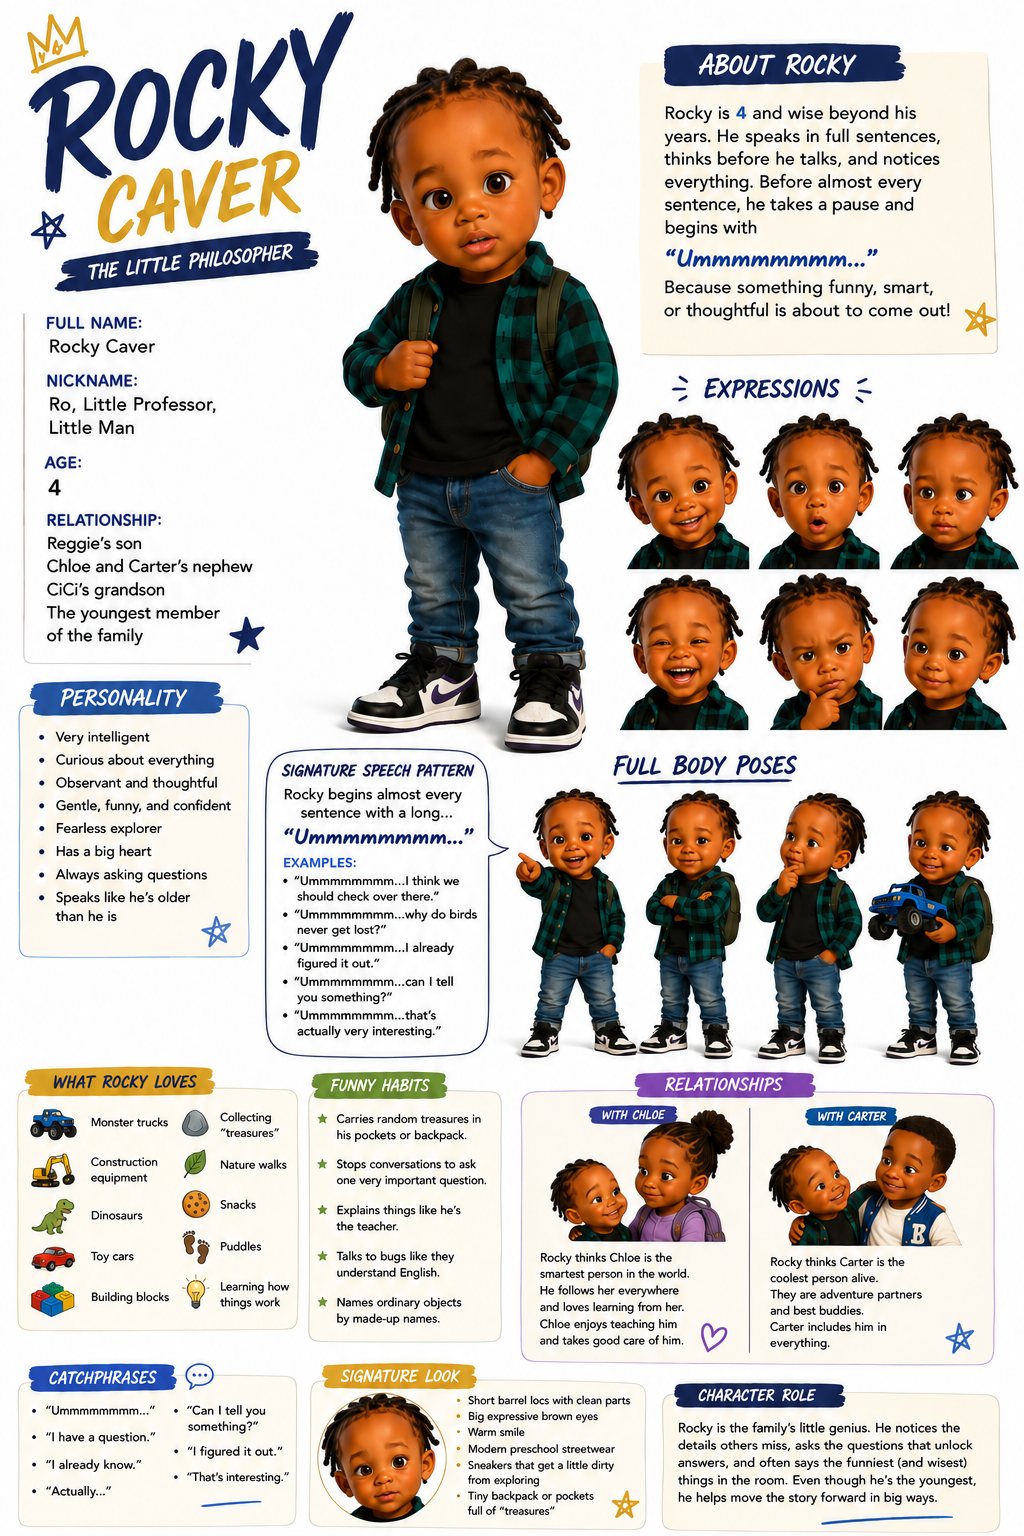 ROCKY
CAVER
THE LITTLE PHILOSOPHER
FULL NAME:
Rocky Caver
NICKNAME:
Ro, Little Professor,
Little Man
AGE:
4
RELATIONSHIP:
Reggie's son
Chloe and Carter's nephew
CiCi's grandson
The youngest member
of the family
ABOUT ROCKY
Rocky is 4 and wise beyond his
years. He speaks in full sentences,
thinks before he talks, and notices
everything. Before almost every
sentence, he takes a pause and
begins with
"Ummmmmmmm..."
Because something funny, smart,
or thoughtful is about to come out!
EXPRESSIONS
PERSONALITY
• Very intelligent
• Curious about everything
• Observant and thoughtful
• Gentle, funny, and confident
• Fearless explorer
• Has a big heart
• Always asking questions
• Speaks like he's older
than he is
SIGNATURE SPEECH PATTERN
Rocky begins almost every
sentence with a long...
"Ummmmmmmm..."
EXAMPLES:
• "Ummmmmmmm...I think we
should check over there."
• "Ummmmmmmm...why do birds
never get lost?"
• "Ummmmmmmm...I already
figured it out."
• "Ummmmmmmm...can I tell
you something?"
• "Ummmmmmmm...that's
actually very interesting."
FULL BODY POSES
WHAT ROCKY LOVES
Monster trucks
Construction
equipment
Dinosaurs
Toy cars
Building blocks
Collecting
"treasures"
Nature walks
Snacks
Puddles
Learning how
things work
FUNNY HABITS
Carries random treasures in
his pockets or backpack.
Stops conversations to ask
one very important question.
Explains things like he's
the teacher.
Talks to bugs like they
understand English.
Names ordinary objects
by made-up names.
RELATIONSHIPS
WITH CHLOE
Rocky thinks Chloe is the
smartest person in the world.
He follows her everywhere
and loves learning from her.
Chloe enjoys teaching him
and takes good care of him.
WITH CARTER
B
Rocky thinks Carter is the
coolest person alive.
They are adventure partners
and best buddies.
Carter includes him in
everything.
CATCHPHRASES
• "Ummmmmmmm..."
• "I have a question."
• "I already know."
• "Actually..."
• "Can I tell you
something?"
• "I figured it out."
• "That's interesting."
SIGNATURE LOOK
• Short barrel locs with clean parts
• Big expressive brown eyes
• Warm smile
• Modern preschool streetwear
• Sneakers that get a little dirty
from exploring
• Tiny backpack or pockets
full of "treasures"
CHARACTER ROLE
Rocky is the family's little genius. He notices the
details others miss, asks the questions that unlock
answers, and often says the funniest (and wisest)
things in the room. Even though he's the youngest,
he helps move the story forward in big ways.